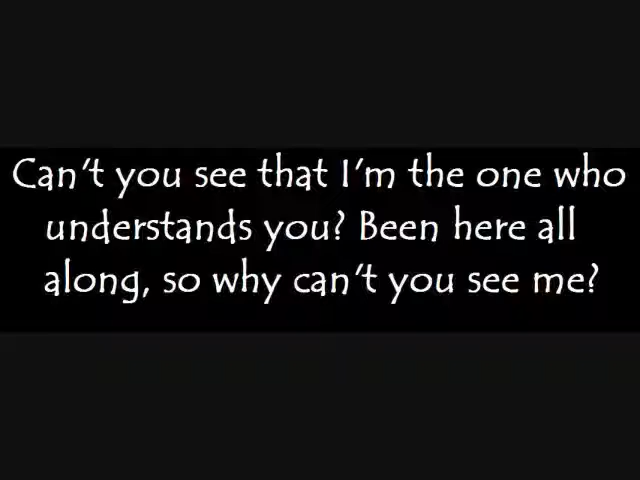 Can't you see that I'm the one who
understands you? Been here all
along, so why can't you see me?